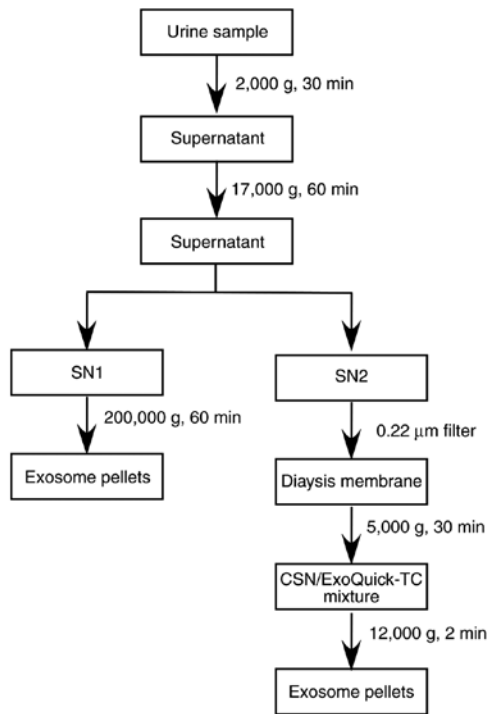 Urine sample
2,000 g, 30 min
Supernatant
17,000 g, 60 min
Supernatant
SN1
200,000 g, 60 min
Exosome pellets
SN2
0.22 μm filter
Diaysis membrane
5,000 g, 30 min
CSN/ExoQuick-TC
mixture
12,000 g, 2 min
Exosome pellets